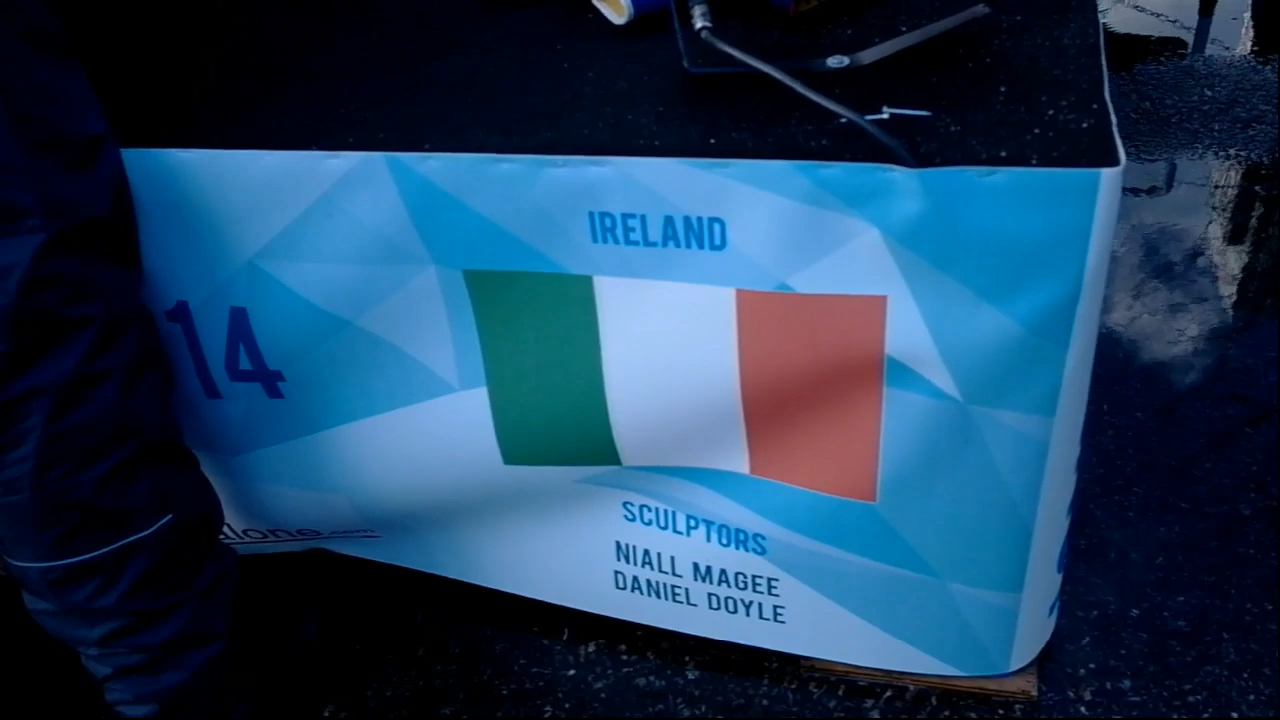 IRELAND
14
SCULPTORS
NIALL MAGEE
DANIEL DOYLE